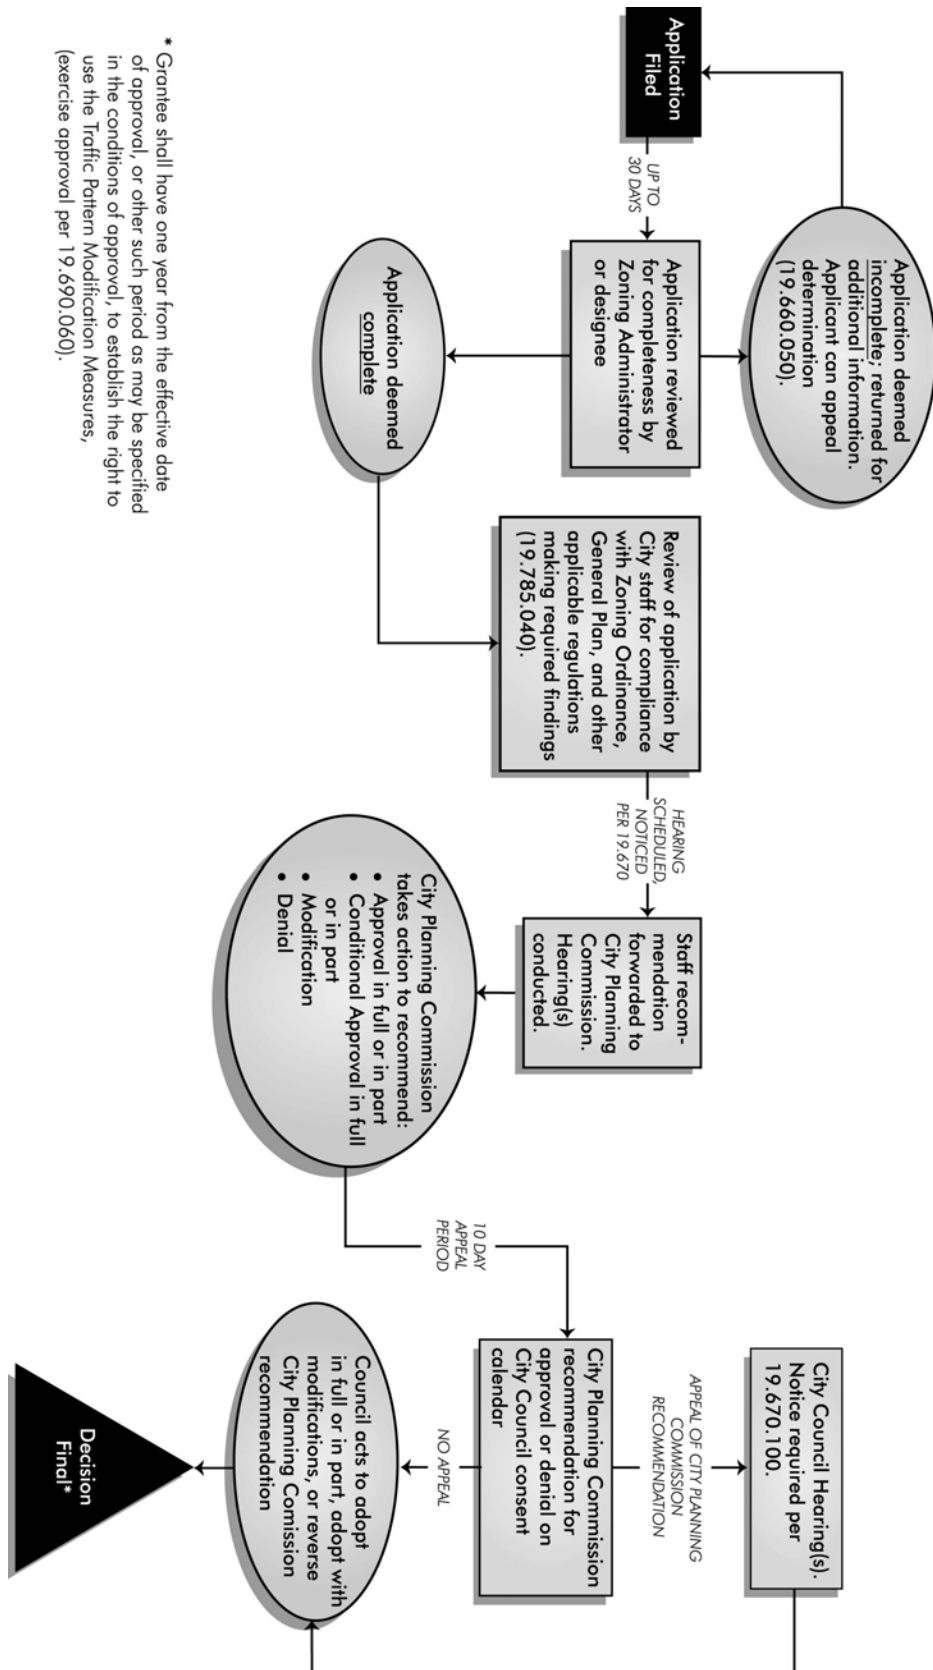 Application
Filed
UP TO
30 DAYS
Application reviewed
for completeness by
Zoning Administrator
or designee
Application deemed
incomplete; returned for
additional information.
Applicant can appeal
determination
(19.660.050).
Application deemed
complete
Review of application by
City staff for compliance
with Zoning Ordinance,
General Plan, and other
applicable regulations
making required findings
(19.785.040).
HEARING
SCHEDULED,
NOTICED
PER 19.670
Staff recom-
mendation
forwarded to
City Planning
Commission.
Hearing(s)
conducted.
City Planning Commission
takes action to recommend:
• Approval in full or in part
• Conditional Approval in full
or in part
• Modification
• Denial
10 DAY
APPEAL
PERIOD
City Planning Commission
recommendation for
approval or denial on
City Council consent
calendar
APPEAL OF CITY PLANNING
COMMISSION
RECOMMENDATION
City Council Hearing(s).
Notice required per
19.670.100.
NO APPEAL
Council acts to adopt
in full or in part, adopt with
modifications, or reverse
City Planning Comission
recommendation
Decision
Final*
* Grantee shall have one year from the effective date
of approval, or other such period as may be specified
in the conditions of approval, to establish the right to
use the Traffic Pattern Modification Measures,
(exercise approval per 19.690.060).